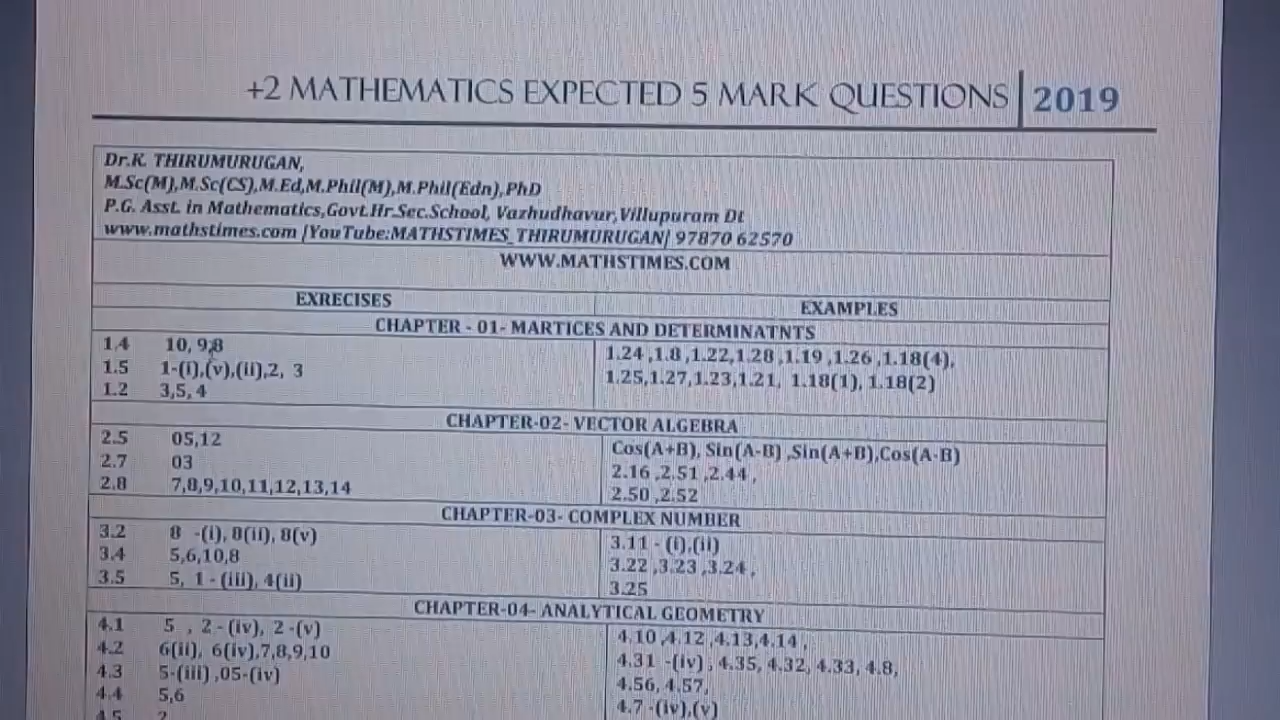 +2 MATHEMATICS EXPECTED 5 MARK QUESTIONS 2019
Dr.K. THIRUMURUGAN,
M.Sc(M),M.Sc(CS),M.Ed,M.Phil(M),M.Phil(Edn),PhD
P.G. Asst. in Mathematics,Govt.Hr.Sec.School, Vazhudhavur,Villupuram Dt
www.mathstimes.com |YouTube:MATHSTIMES_THIRUMURUGAN| 97870 62570
WWW.MATHSTIMES.COM
EXRECISES EXAMPLES
CHAPTER - 01- MARTICES AND DETERMINATNTS
1.4 10, 9,8
1.5 1-(i),(v),(ii),2, 3
1.2 3,5, 4
1.24 ,1.8 ,1.22,1.28 ,1.19 ,1.26 ,1.18(4),
1.25,1.27,1.23,1.21, 1.18(1), 1.18(2)
CHAPTER-02- VECTOR ALGEBRA
2.5 05,12
2.7 03
2.8 7,8,9,10,11,12,13,14
Cos(A+B), Sin(A-B) ,Sin(A+B),Cos(A-B)
2.16 ,2.51 ,2.44 ,
2.50 ,2.52
CHAPTER-03- COMPLEX NUMBER
3.2 8 -(i), 8(ii), 8(v)
3.4 5,6,10,8
3.5 5, 1 - (iii), 4(ii)
3.11 - (i),(ii)
3.22 ,3.23 ,3.24 ,
3.25
CHAPTER-04- ANALYTICAL GEOMETRY
4.1 5 , 2 - (iv), 2 -(v)
4.2 6(ii), 6(iv),7,8,9,10
4.3 5-(iii) ,05-(iv)
4.4 5,6
4.5 2
4.10 ,4.12 ,4.13,4.14 ,
4.31 -(iv) , 4.35, 4.32, 4.33, 4.8,
4.56, 4.57,
4.7 -(iv),(v)